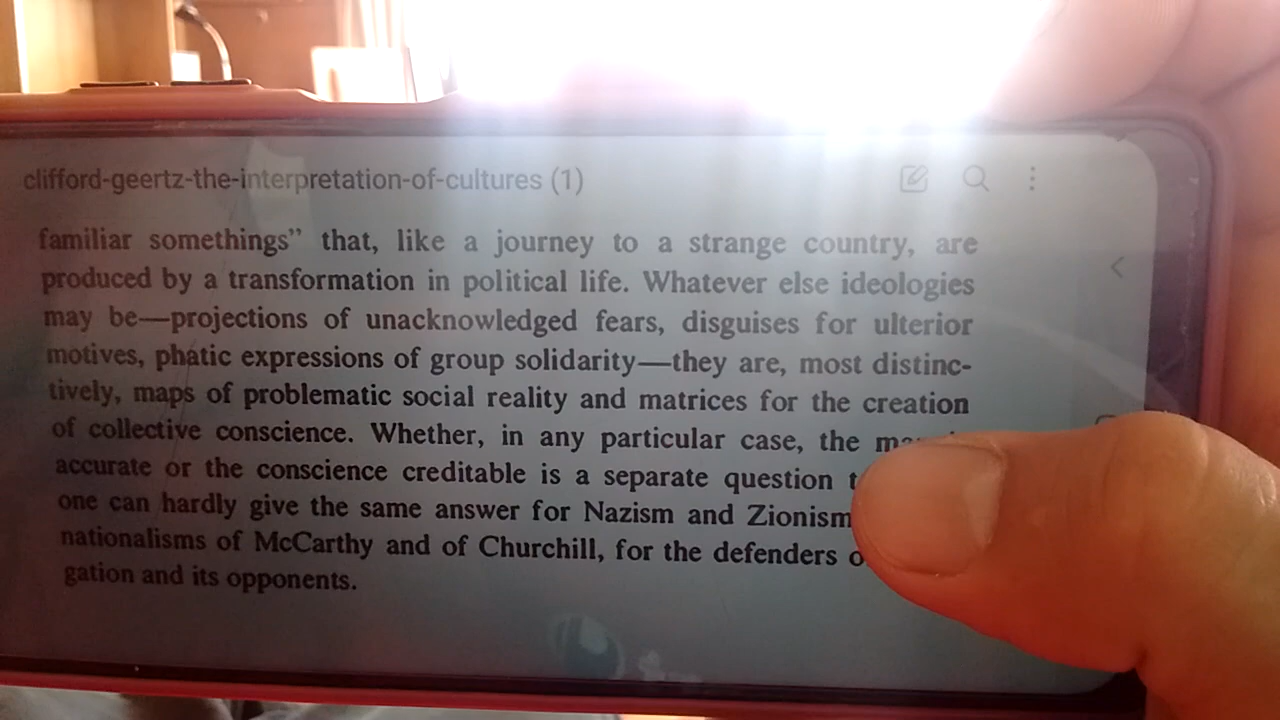 clifford-geertz-the-interpretation-of-cultures (1)
familiar somethings” that, like a journey to a strange country, are
produced by a transformation in political life. Whatever else ideologies
may be—projections of unacknowledged fears, disguises for ulterior
motives, phatic expressions of group solidarity—they are, most distinc-
tively, maps of problematic social reality and matrices for the creation
of collective conscience. Whether, in any particular case, the
accurate or the conscience creditable is a separate question
one can hardly give the same answer for Nazism and Zionism
nationalisms of McCarthy and of Churchill, for the defenders
gation and its opponents.